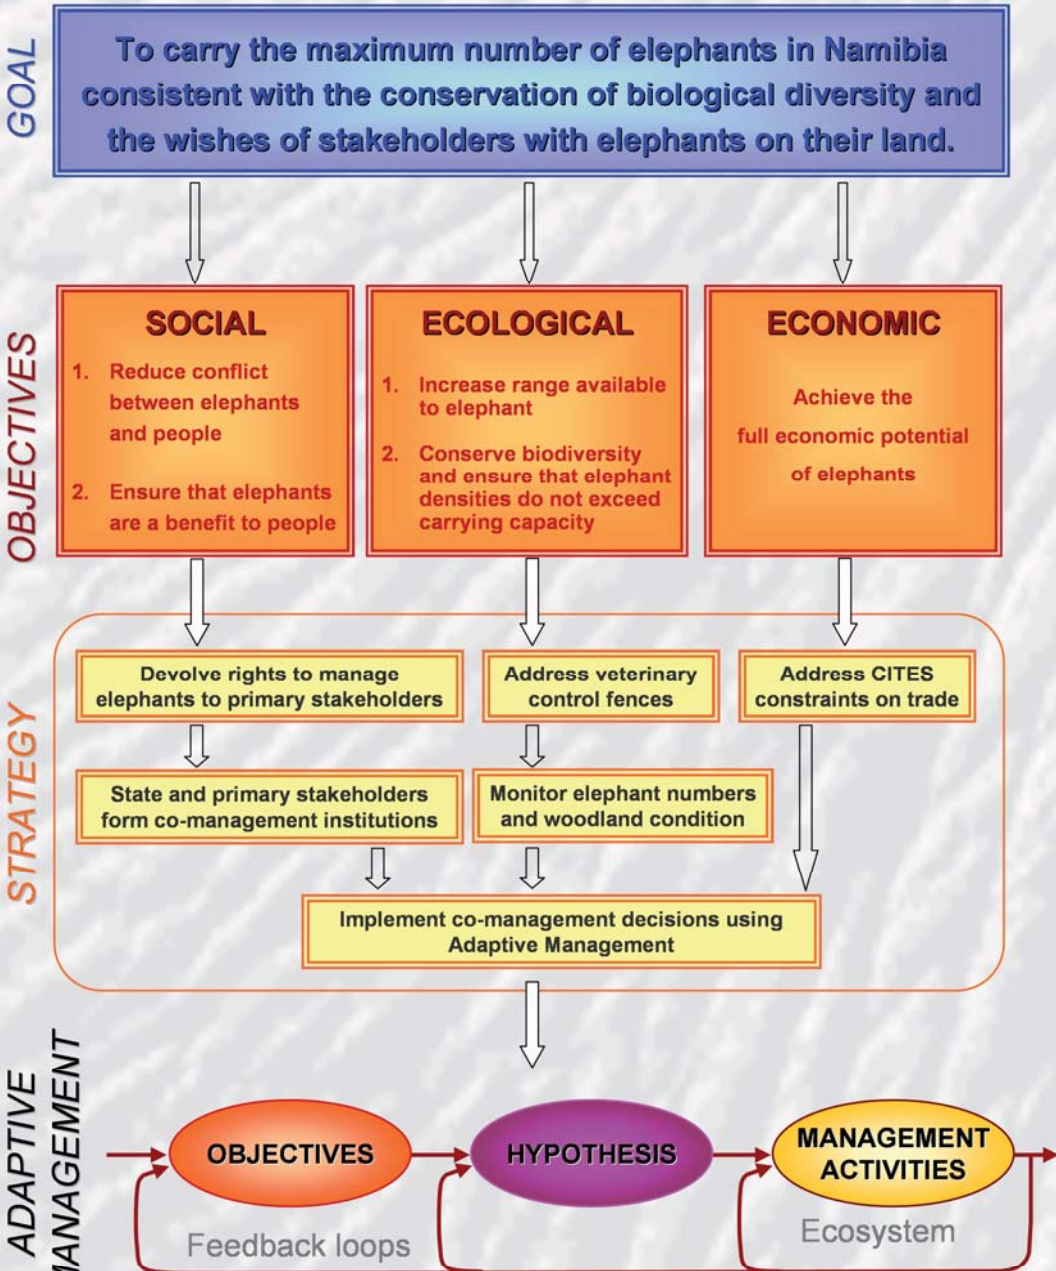 GOAL
To carry the maximum number of elephants in Namibia
consistent with the conservation of biological diversity and
the wishes of stakeholders with elephants on their land.
OBJECTIVES
SOCIAL
1. Reduce conflict
between elephants
and people
2. Ensure that elephants
are a benefit to people
ECOLOGICAL
1. Increase range available
to elephant
2. Conserve biodiversity
and ensure that elephant
densities do not exceed
carrying capacity
ECONOMIC
Achieve the
full economic potential
of elephants
STRATEGY
Devolve rights to manage
elephants to primary stakeholders
Address veterinary
control fences
Address CITES
constraints on trade
State and primary stakeholders
form co-management institutions
Monitor elephant numbers
and woodland condition
Implement co-management decisions using
Adaptive Management
ADAPTIVE
MANAGEMENT
OBJECTIVES
HYPOTHESIS
MANAGEMENT
ACTIVITIES
Feedback loops
Ecosystem